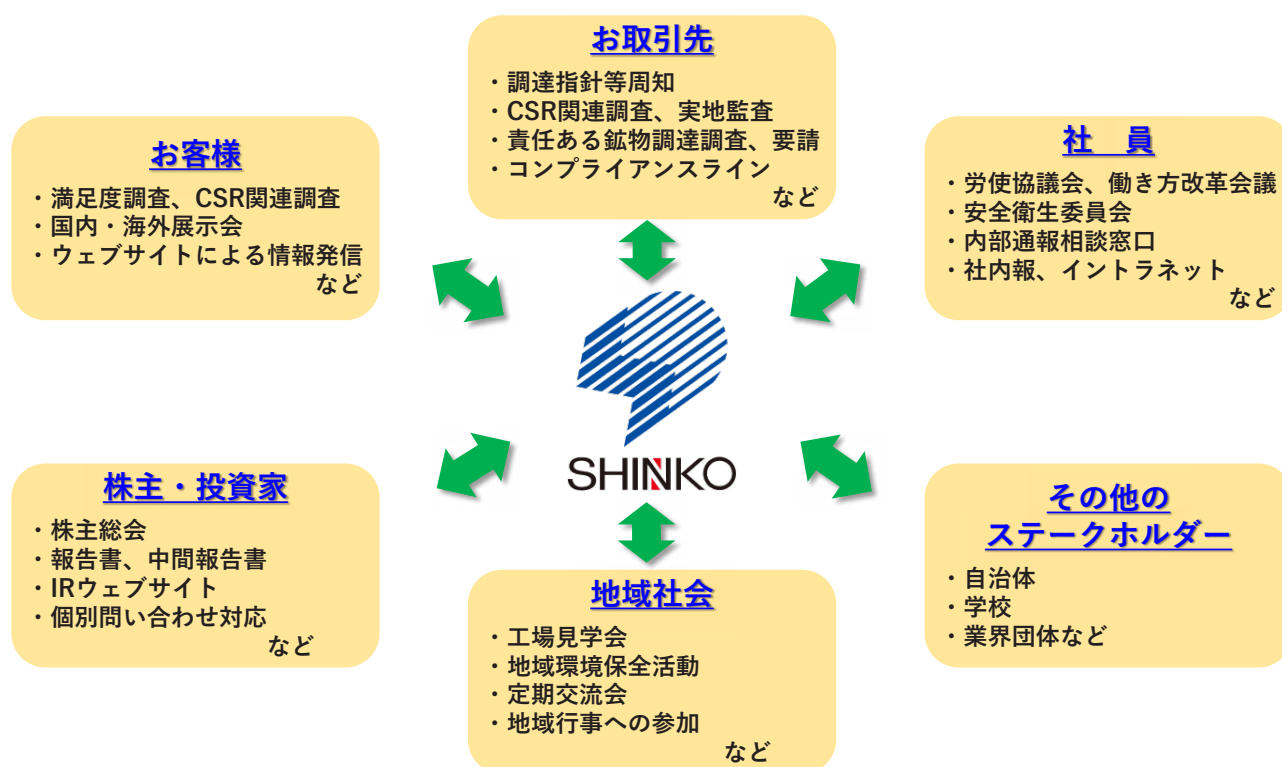 お取引先
・調達指針等周知
・CSR関連調査、実地監査
・責任ある鉱物調達調査、要請
・コンプライアンスライン
など
お客様
・満足度調査、CSR関連調査
・国内・海外展示会
・ウェブサイトによる情報発信
など
社　員
・労使協議会、働き方改革会議
・安全衛生委員会
・内部通報相談窓口
・社内報、イントラネット
など
SHINKO
株主・投資家
・株主総会
・報告書、中間報告書
・IRウェブサイト
・個別問い合わせ対応
など
地域社会
・工場見学会
・地域環境保全活動
・定期交流会
・地域行事への参加
など
その他の
ステークホルダー
・自治体
・学校
・業界団体など